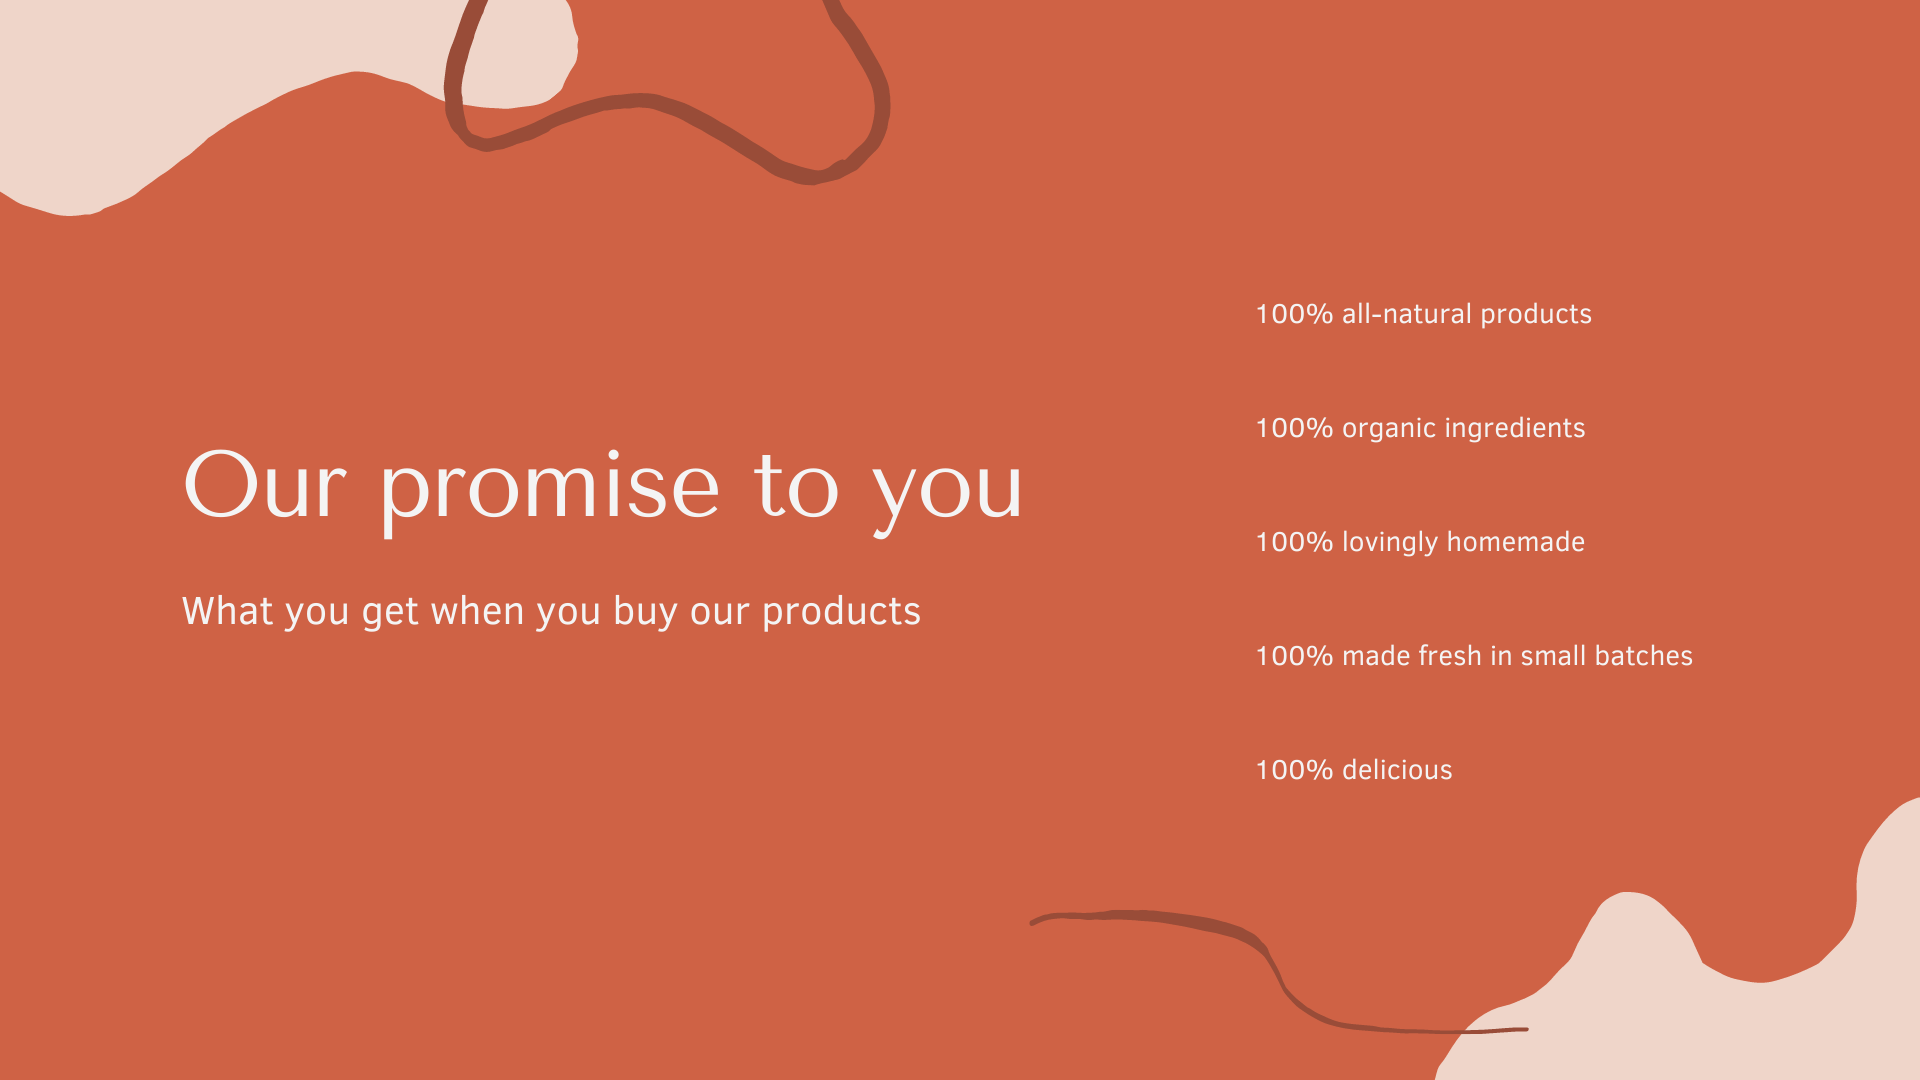 Our promise to you
What you get when you buy our products
100% all-natural products
100% organic ingredients
100% lovingly homemade
100% made fresh in small batches
100% delicious